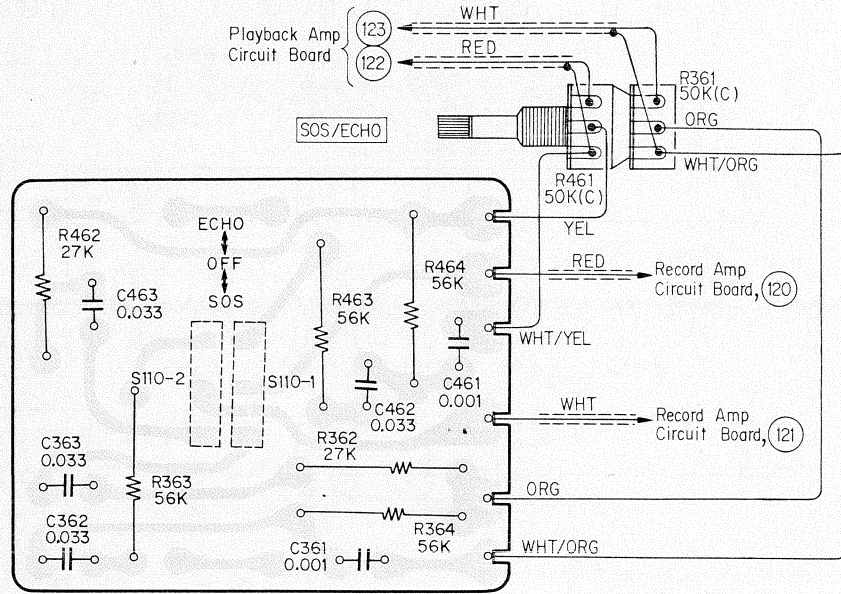 WHT
Playback Amp
Circuit Board
123
122
RED
R361
50K(C)
SOS/ECHO
ORG
WHT/ORG
R461
50K(C)
YEL
ECHO
OFF
SOS
R462
27K
C463
0.033
R463
56K
R464
56K
RED
Record Amp
Circuit Board, 120
WHT/YEL
S110-2
S110-1
C462
0.033
C461
0.001
WHT
Record Amp
Circuit Board, 121
R362
27K
C363
0.033
R363
56K
ORG
C362
0.033
R364
56K
C361
0.001
WHT/ORG